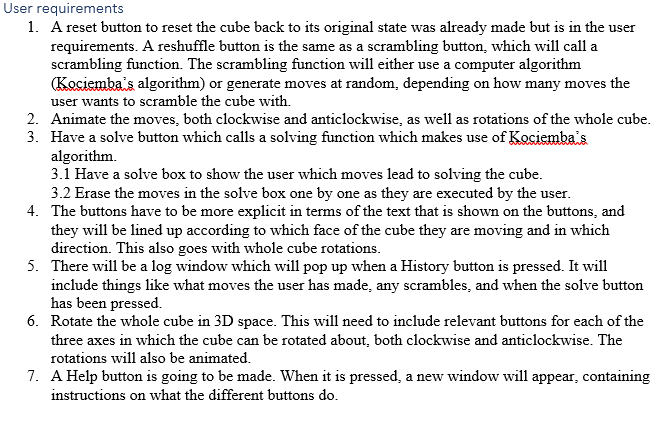 User requirements
1. A reset button to reset the cube back to its original state was already made but is in the user
requirements. A reshuffle button is the same as a scrambling button, which will call a
scrambling function. The scrambling function will either use a computer algorithm
(Kociemba's algorithm) or generate moves at random, depending on how many moves the
user wants to scramble the cube with.
2. Animate the moves, both clockwise and anticlockwise, as well as rotations of the whole cube.
3. Have a solve button which calls a solving function which makes use of Kociemba's
algorithm.
3.1 Have a solve box to show the user which moves lead to solving the cube.
3.2 Erase the moves in the solve box one by one as they are executed by the user.
4. The buttons have to be more explicit in terms of the text that is shown on the buttons, and
they will be lined up according to which face of the cube they are moving and in which
direction. This also goes with whole cube rotations.
5. There will be a log window which will pop up when a History button is pressed. It will
include things like what moves the user has made, any scrambles, and when the solve button
has been pressed.
6. Rotate the whole cube in 3D space. This will need to include relevant buttons for each of the
three axes in which the cube can be rotated about, both clockwise and anticlockwise. The
rotations will also be animated.
7. A Help button is going to be made. When it is pressed, a new window will appear, containing
instructions on what the different buttons do.